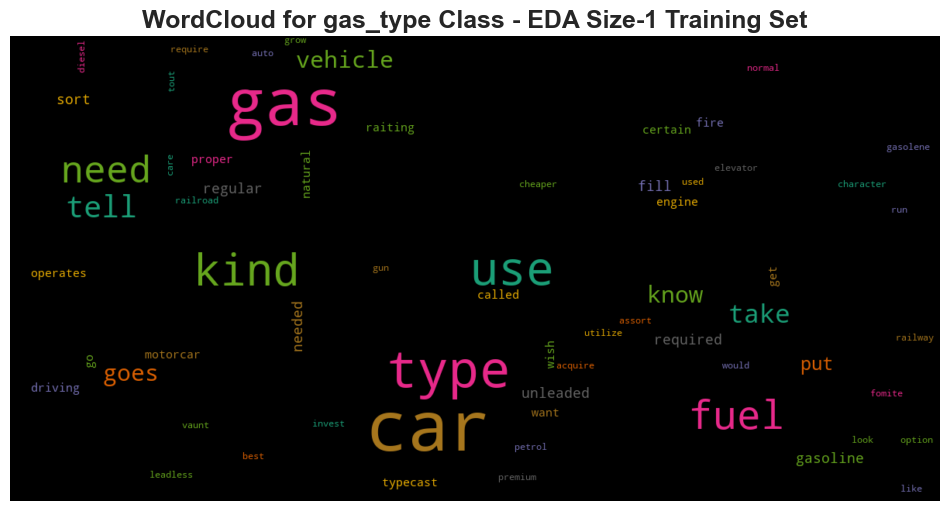 WordCloud for gas_type Class - EDA Size-1 Training Set
grow
diesel
require
auto
vehicle
normal
tout
gas
sort
raiting
certain
fire
gasolene
need
care
proper
natural
elevator
regular
cheaper
fill
used
character
tell
railroad
engine
run
operates
kind
gun
use
called
know
get
needed
take
assort
utilize
required
railway
go
motorcar
wish
goes
type
acquire
would
put
driving
unleaded
fomite
car
want
fuel
vaunt
invest
look
option
best
petrol
gasoline
leadless
typecast
premium
like